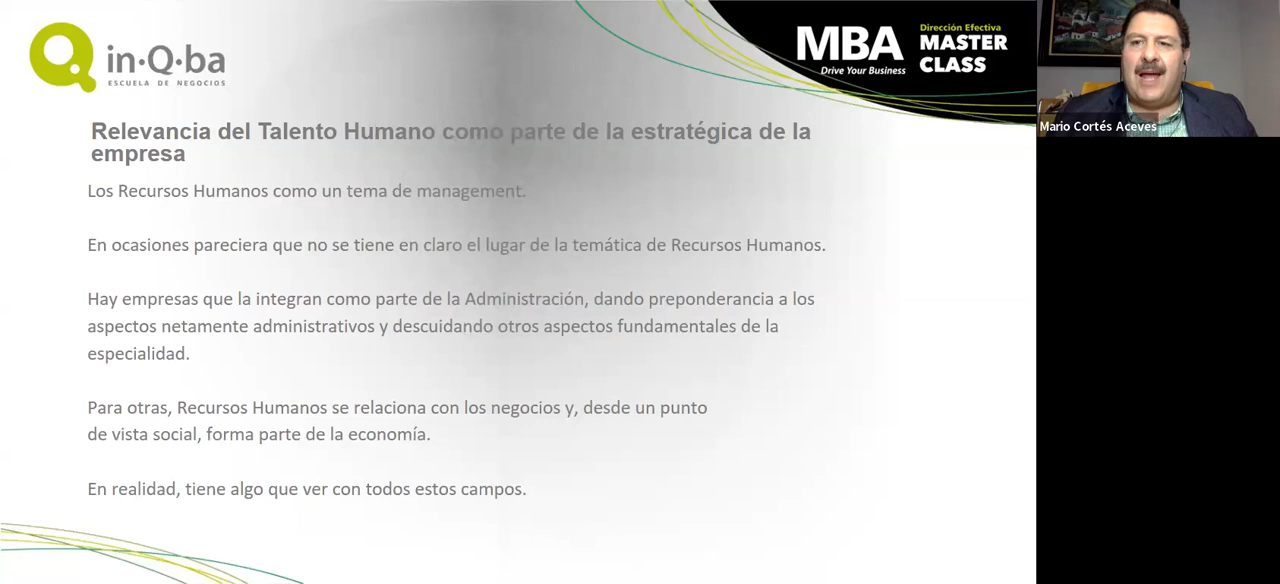 in·Q·ba
ESCUELA DE NEGOCIOS
MBA
Drive Your Business
Dirección Efectiva
MASTER
CLASS
Mario Cortés Aceves
Relevancia del Talento Humano como parte de la estratégica de la
empresa
Los Recursos Humanos como un tema de management.
En ocasiones pareciera que no se tiene en claro el lugar de la temática de Recursos Humanos.
Hay empresas que la integran como parte de la Administración, dando preponderancia a los
aspectos netamente administrativos y descuidando otros aspectos fundamentales de la
especialidad.
Para otras, Recursos Humanos se relaciona con los negocios y, desde un punto
de vista social, forma parte de la economía.
En realidad, tiene algo que ver con todos estos campos.